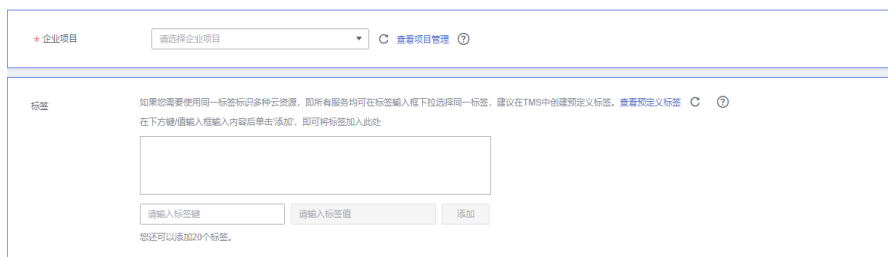 * 企业项目 请选择企业项目 查看项目管理
标签 如果您需要使用同一标签标识多种云资源，即所有服务均可在标签输入框下拉选择同一标签，建议在TMS中创建预定义标签。查看预定义标签
在下方键/值输入框输入内容后单击'添加'，即可将标签加入此处
请输入标签键 请输入标签值 添加
您还可以添加20个标签。